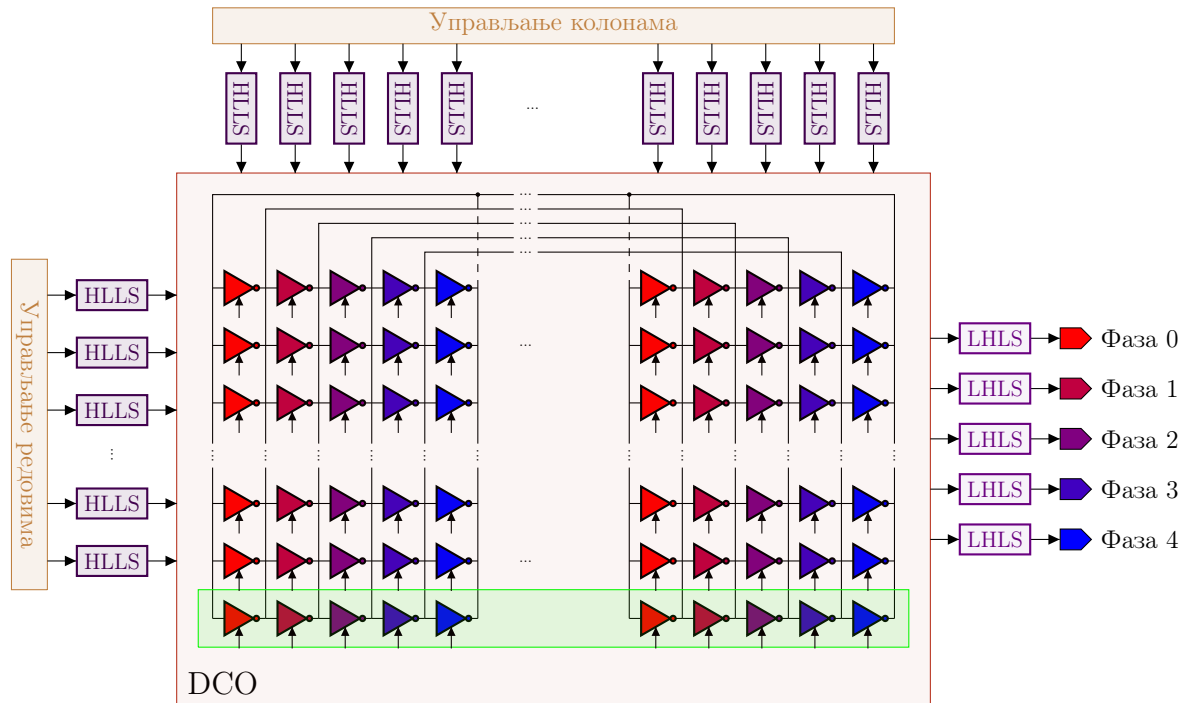 Управљање колонама
HLLS
HLLS
HLLS
HLLS
HLLS
...
HLLS
HLLS
HLLS
HLLS
HLLS
Управљање редовима
HLLS
HLLS
HLLS
...
HLLS
HLLS
LHLS Фаза 0
LHLS Фаза 1
LHLS Фаза 2
LHLS Фаза 3
LHLS Фаза 4
DCO